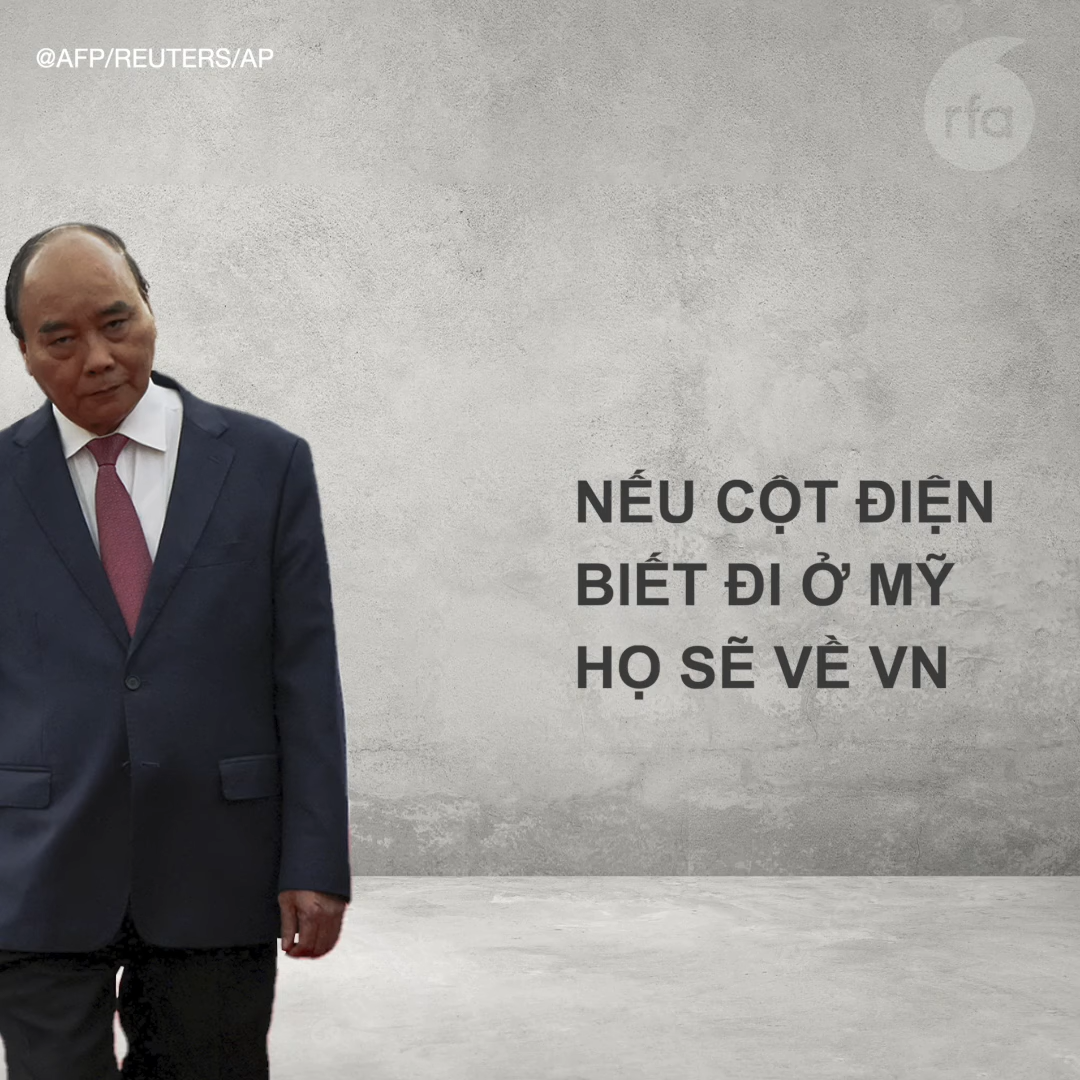 @AFP/REUTERS/AP
rfa
NẾU CỘT ĐIỆN
BIẾT ĐI Ở MỸ
HỌ SẼ VỀ VN